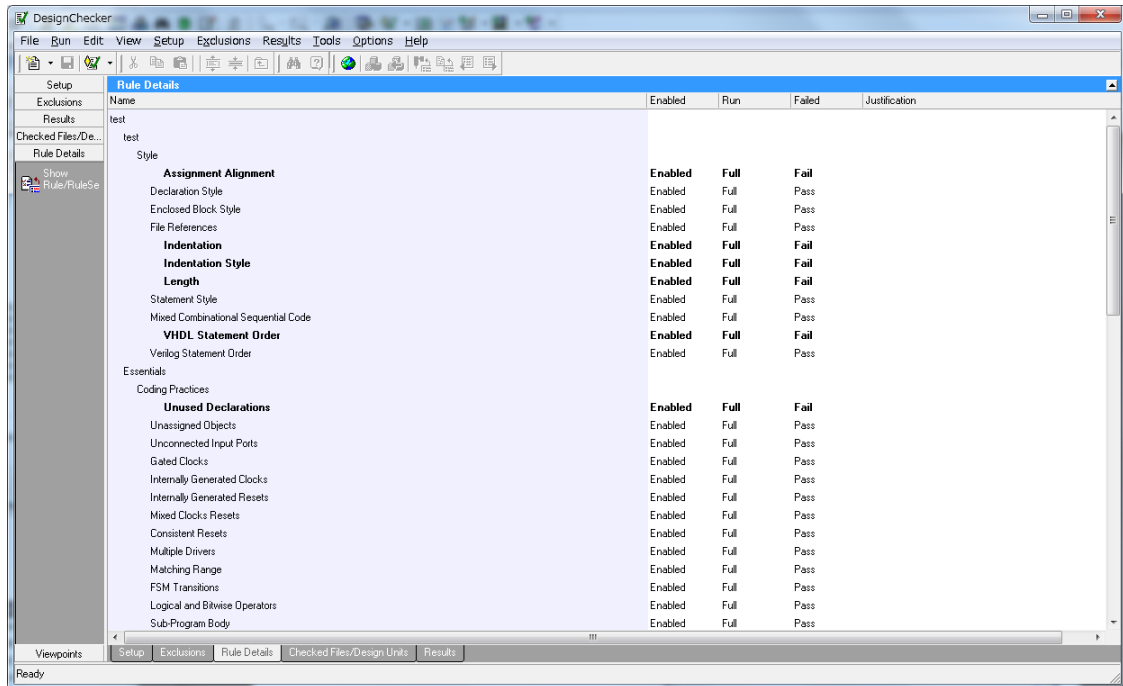 DesignChecker
File Run Edit View Setup Exclusions Results Tools Options Help
Setup
Exclusions
Results
Checked Files/De...
Rule Details
Show
Rule/RuleSe
Viewpoints
Rule Details
Name Enabled Run Failed Justification
test
test
Style
Assignment Alignment Enabled Full Fail
Declaration Style Enabled Full Pass
Enclosed Block Style Enabled Full Pass
File References Enabled Full Pass
Indentation Enabled Full Fail
Indentation Style Enabled Full Fail
Length Enabled Full Fail
Statement Style Enabled Full Pass
Mixed Combinational Sequential Code Enabled Full Pass
VHDL Statement Order Enabled Full Fail
Verilog Statement Order Enabled Full Pass
Essentials
Coding Practices
Unused Declarations Enabled Full Fail
Unassigned Objects Enabled Full Pass
Unconnected Input Ports Enabled Full Pass
Gated Clocks Enabled Full Pass
Internally Generated Clocks Enabled Full Pass
Internally Generated Resets Enabled Full Pass
Mixed Clocks Resets Enabled Full Pass
Consistent Resets Enabled Full Pass
Multiple Drivers Enabled Full Pass
Matching Range Enabled Full Pass
FSM Transitions Enabled Full Pass
Logical and Bitwise Operators Enabled Full Pass
Sub-Program Body Enabled Full Pass
Setup Exclusions Rule Details Checked Files/Design Units Results
Ready